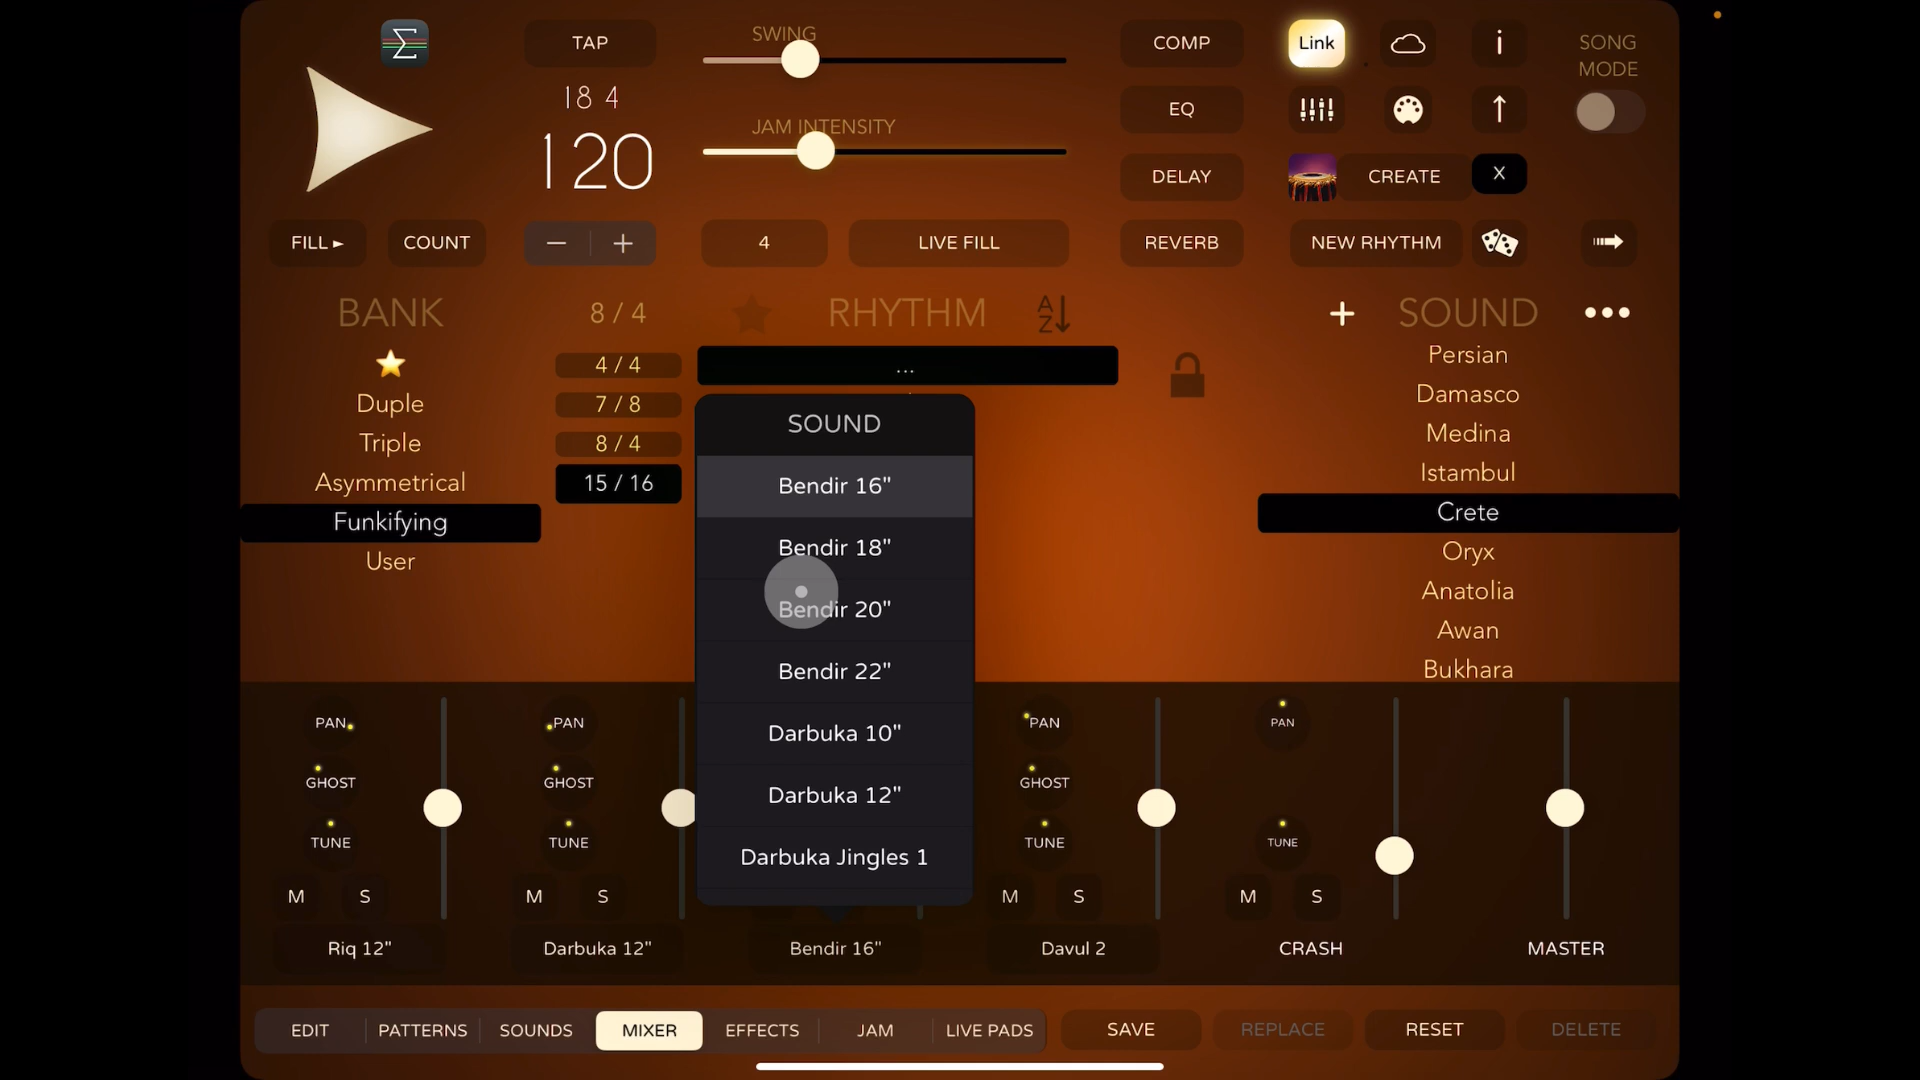 TAP
SWING
COMP
Link
i
SONG
MODE
18 4
120
JAM INTENSITY
EQ
DELAY
CREATE
X
FILL
COUNT
4
LIVE FILL
REVERB
NEW RHYTHM
BANK
8 / 4
RHYTHM
A
Z
SOUND
4 / 4
...
Persian
Duple
7 / 8
SOUND
Damasco
Triple
8 / 4
Medina
Asymmetrical
15 / 16
Bendir 16"
Istambul
Funkifying
Crete
User
Bendir 18"
Oryx
Bendir 20"
Anatolia
Awan
Bendir 22"
Bukhara
PAN
PAN
PAN
PAN
Darbuka 10"
GHOST
GHOST
GHOST
Darbuka 12"
TUNE
TUNE
TUNE
TUNE
Darbuka Jingles 1
M S
M S
M S
M S
Riq 12"
Darbuka 12"
Bendir 16"
Davul 2
CRASH
MASTER
EDIT
PATTERNS
SOUNDS
MIXER
EFFECTS
JAM
LIVE PADS
SAVE
REPLACE
RESET
DELETE